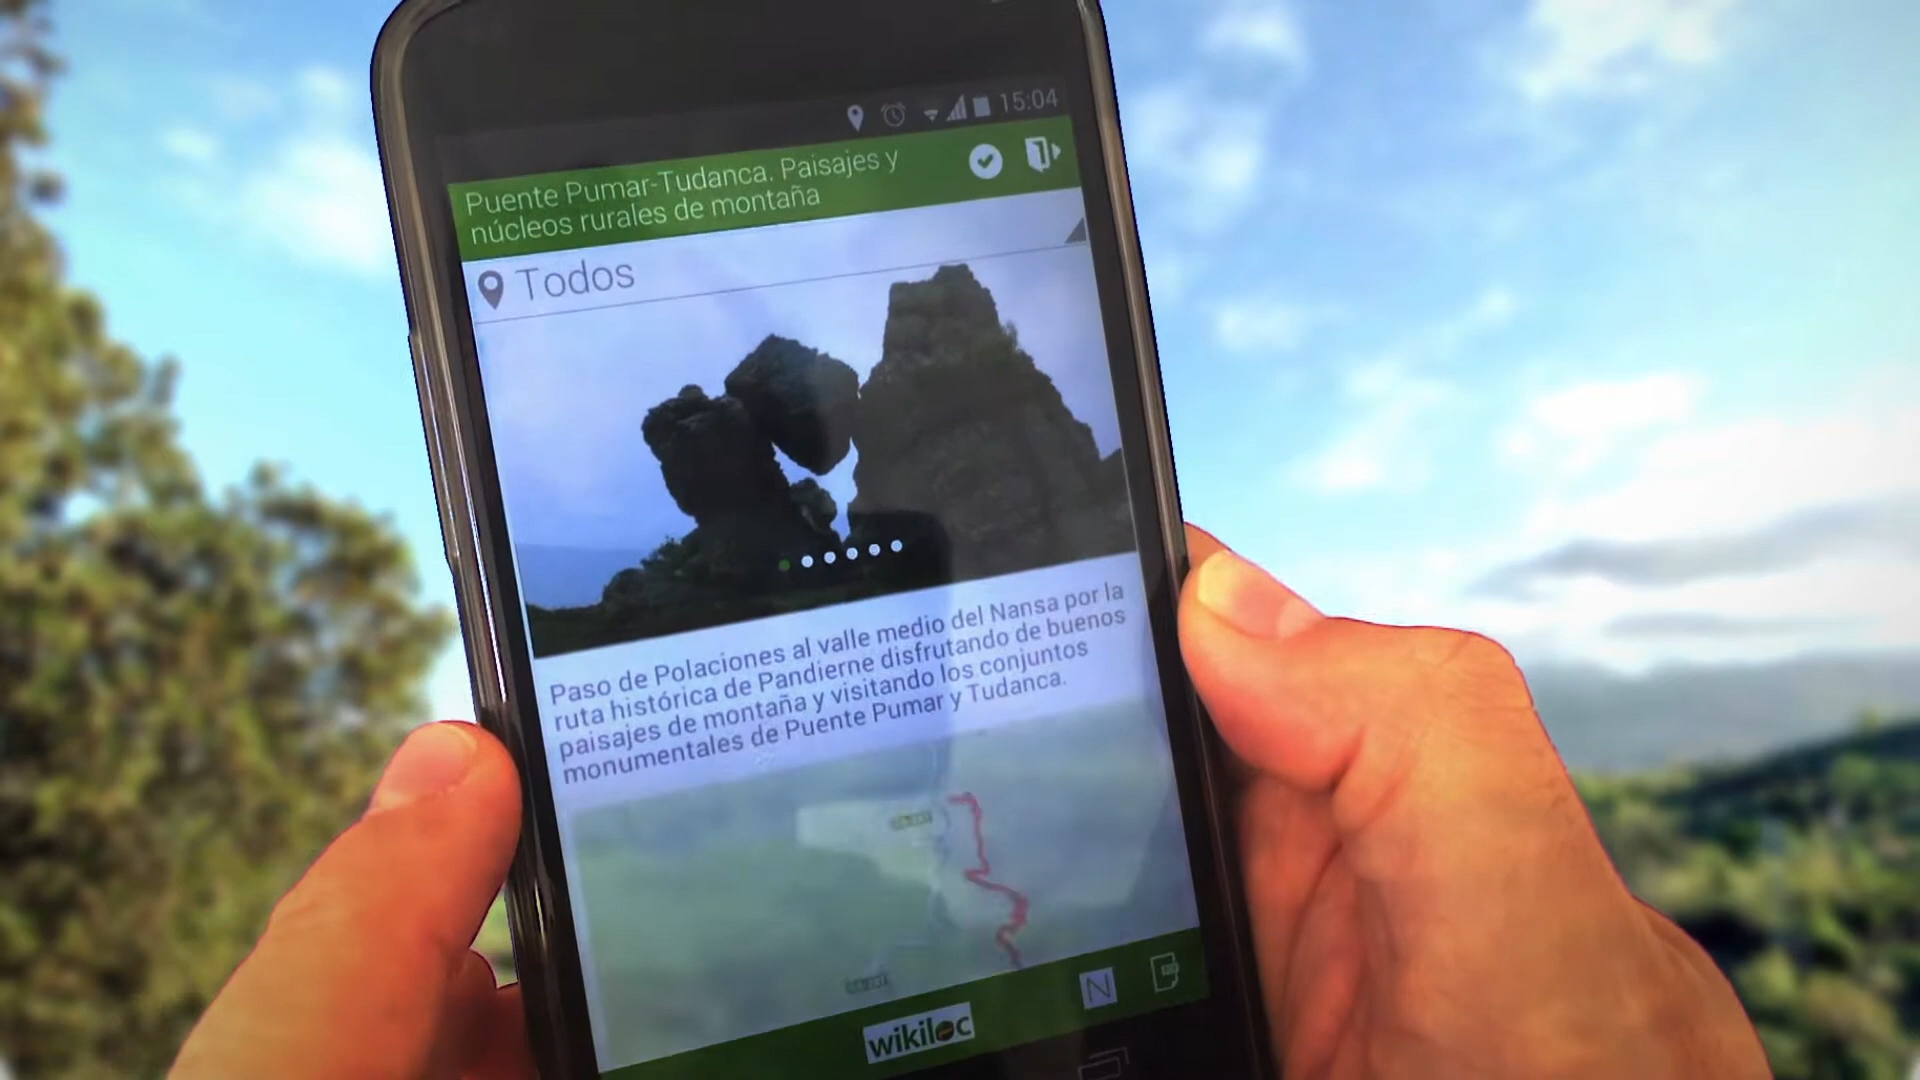 15:04
Puente Pumar-Tudanca. Paisajes y
núcleos rurales de montaña
Todos
Paso de Polaciones al valle medio del Nansa por la
ruta histórica de Pandierne disfrutando de buenos
paisajes de montaña y visitando los conjuntos
monumentales de Puente Pumar y Tudanca.
N
wikiloc